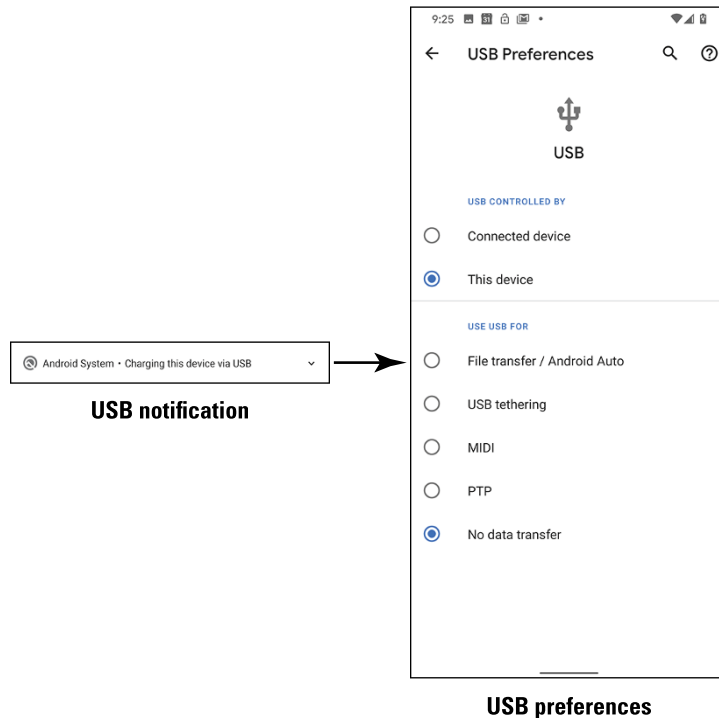 9:25 31 M •
USB Preferences
USB
USB CONTROLLED BY
Connected device
This device
USE USB FOR
Android System • Charging this device via USB
File transfer / Android Auto
USB notification
USB tethering
MIDI
PTP
No data transfer
USB preferences